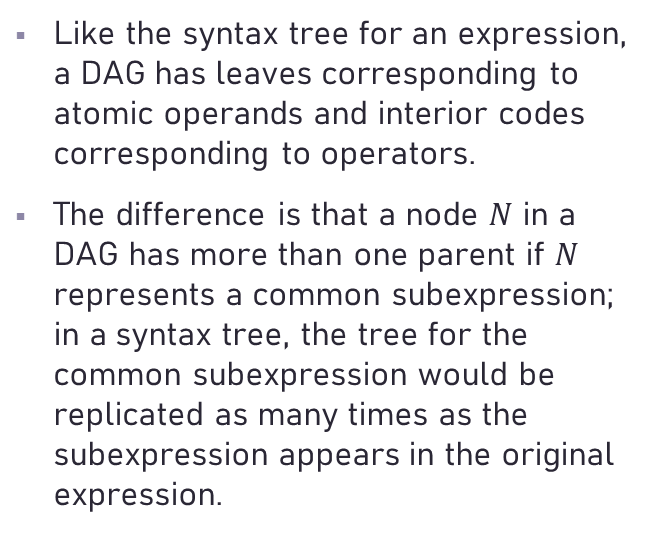 ▪ Like the syntax tree for an expression,
a DAG has leaves corresponding to
atomic operands and interior codes
corresponding to operators.
▪ The difference is that a node N in a
DAG has more than one parent if N
represents a common subexpression;
in a syntax tree, the tree for the
common subexpression would be
replicated as many times as the
subexpression appears in the original
expression.